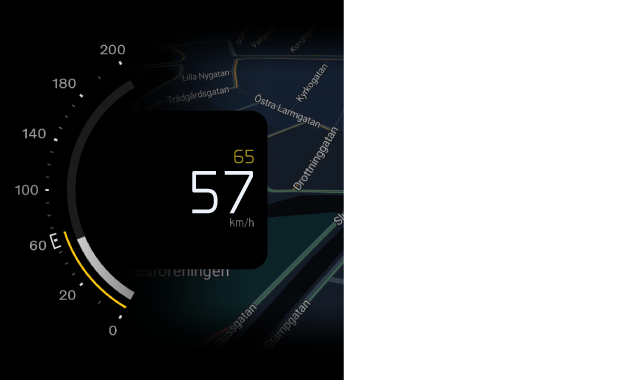 200
180
140
100
60
20
0
65
57
km/h
Lilla Nygatan
Trädgårdsgatan
Östra Larmgatan
Kyrkogatan
Drottninggatan